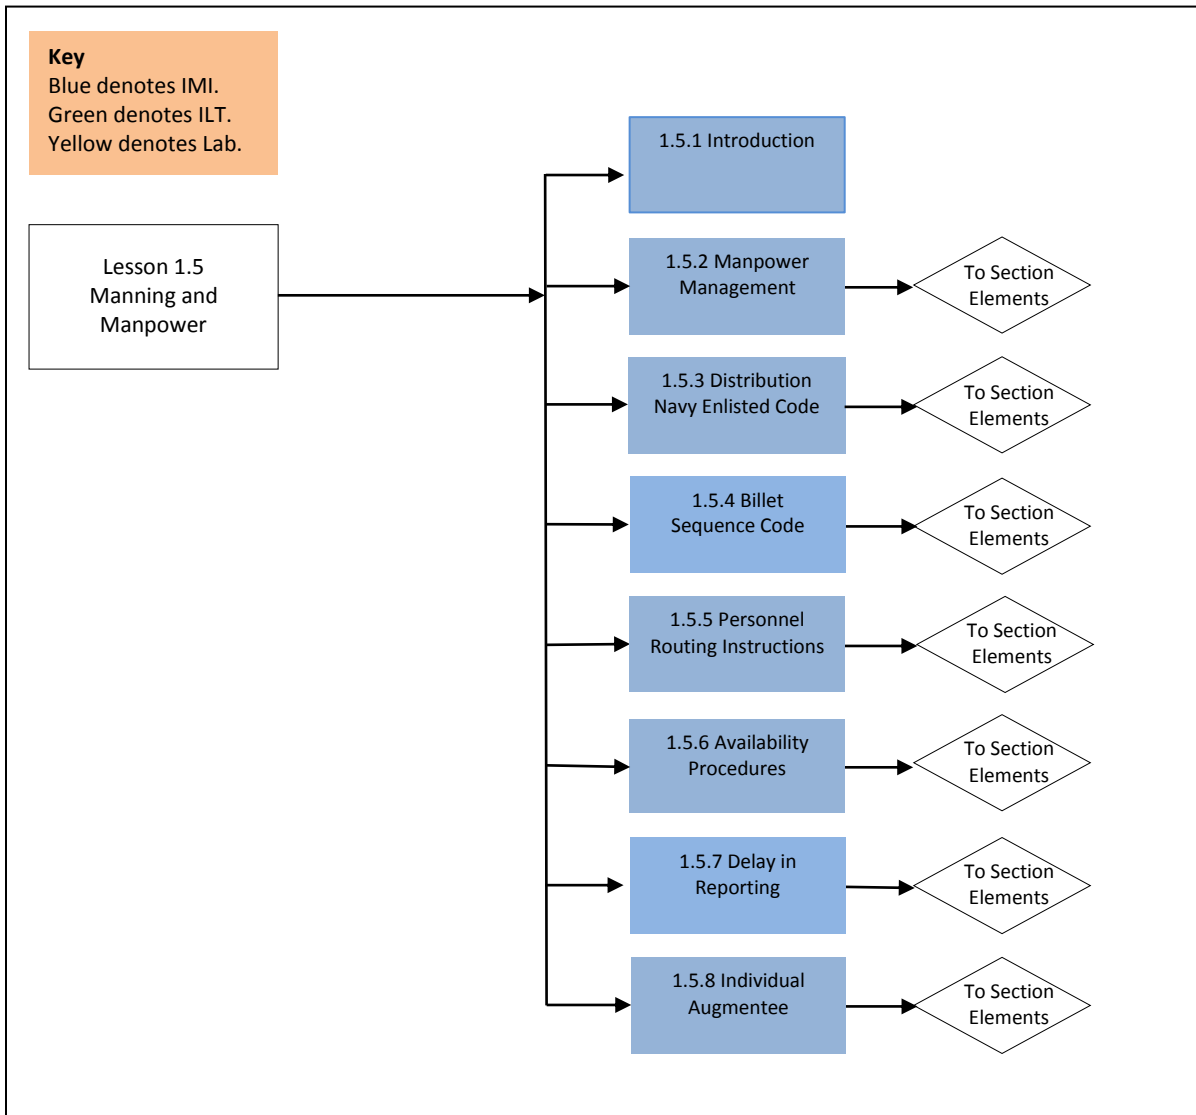 Key
Blue denotes IMI.
Green denotes ILT.
Yellow denotes Lab.
Lesson 1.5
Manning and
Manpower
1.5.1 Introduction
1.5.2 Manpower
Management
To Section
Elements
1.5.3 Distribution
Navy Enlisted Code
To Section
Elements
1.5.4 Billet
Sequence Code
To Section
Elements
1.5.5 Personnel
Routing Instructions
To Section
Elements
1.5.6 Availability
Procedures
To Section
Elements
1.5.7 Delay in
Reporting
To Section
Elements
1.5.8 Individual
Augmentee
To Section
Elements